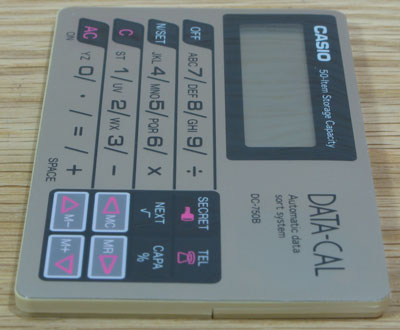 CASIO
50-Item Storage Capacity
DATA-CAL
Automatic data
sort system
DC-750B
OFF ABC 7/ DEF 8/ GHI 9/ ÷ SECRET TEL
N/SET JKL 4/ MNO 5/ PQR 6/ × NEXT √ CAPA %
C ST 1/ UV 2/ WX 3/ − MC MR
AC ON YZ 0/ ·/ =/ + SPACE M− M+